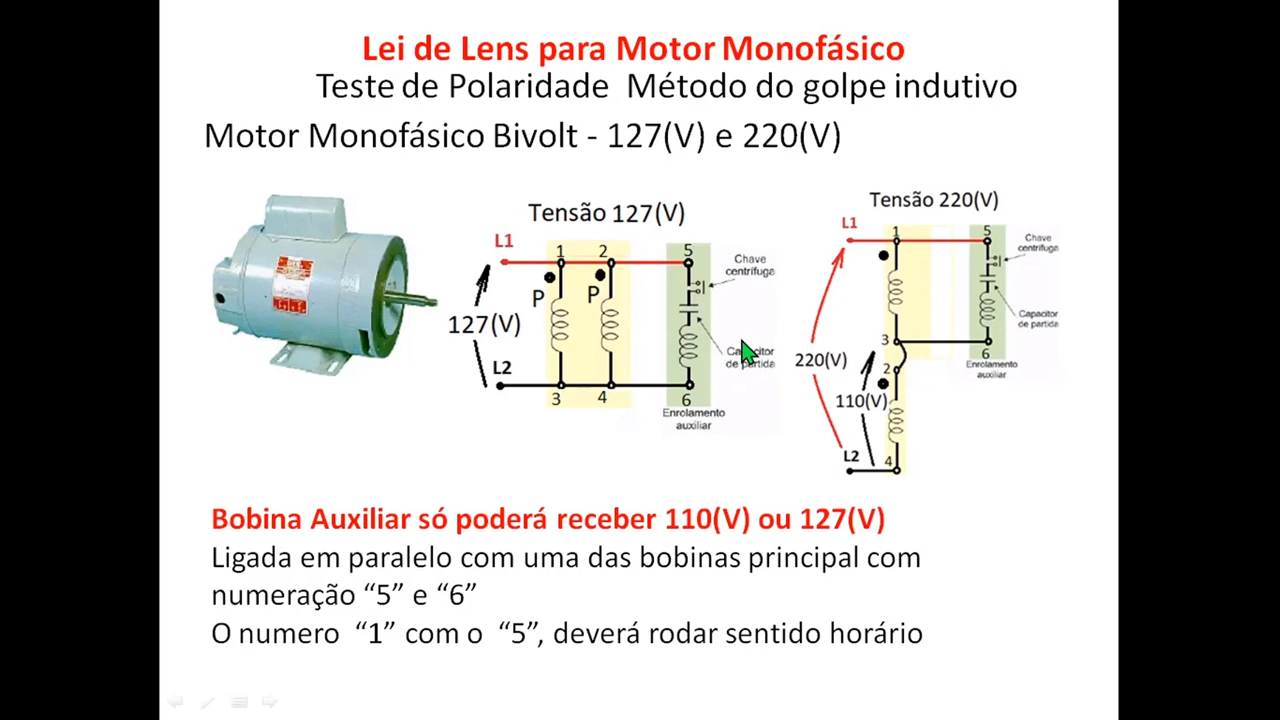 Lei de Lens para Motor Monofásico
Teste de Polaridade Método do golpe indutivo
Motor Monofásico Bivolt - 127(V) e 220(V)
Tensão 127(V)
L1
1 2 5
P P
Chave
centrífuga
127(V)
Capacitor
de partida
L2
3 4 6
Enrolamento
auxiliar
Tensão 220(V)
L1
1 5
Chave
centrífuga
Capacitor
de partida
3
6
Enrolamento
auxiliar
220(V)
2
110(V)
L2
4
Bobina Auxiliar só poderá receber 110(V) ou 127(V)
Ligada em paralelo com uma das bobinas principal com
numeração “5” e “6”
O numero “1” com o “5”, deverá rodar sentido horário